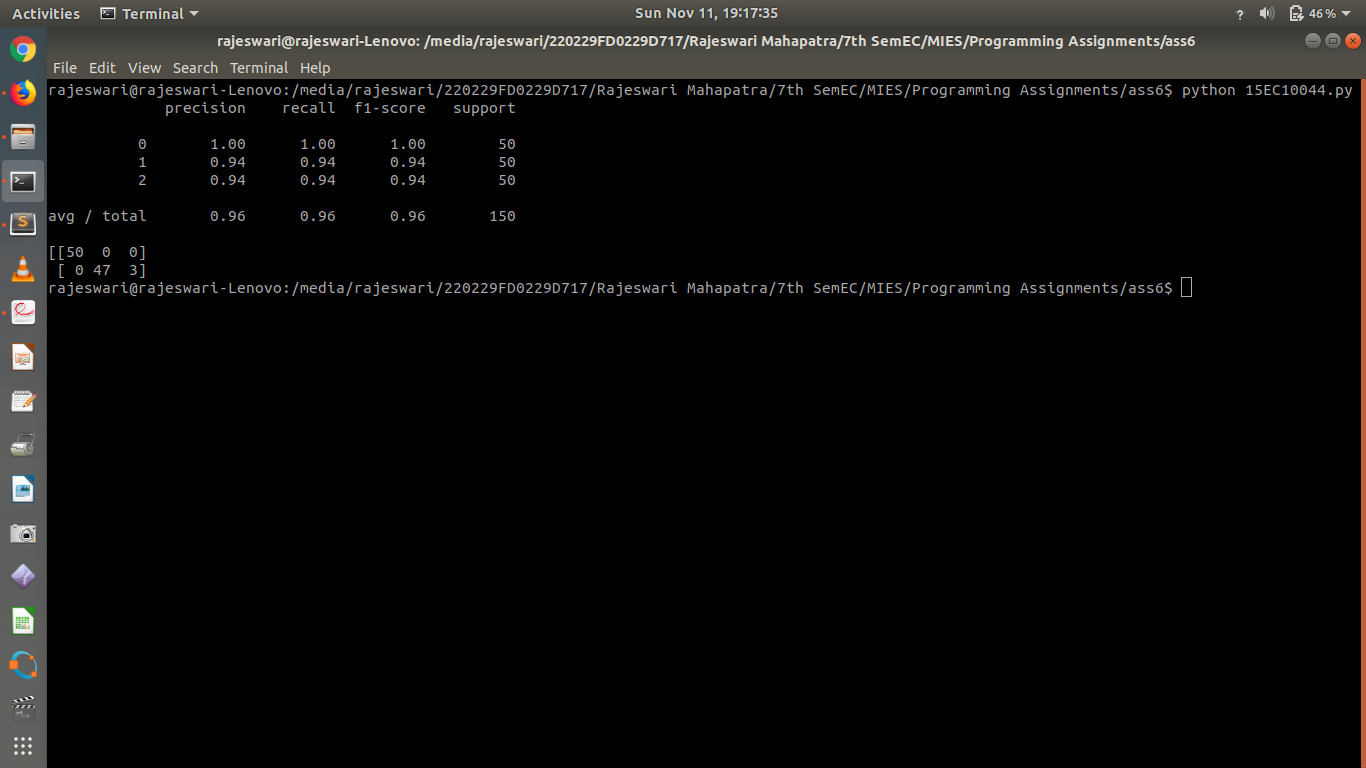 Activities Terminal Sun Nov 11, 19:17:35 ? 46%
rajeswari@rajeswari-Lenovo: /media/rajeswari/220229FD0229D717/Rajeswari Mahapatra/7th SemEC/MIES/Programming Assignments/ass6
File Edit View Search Terminal Help
rajeswari@rajeswari-Lenovo:/media/rajeswari/220229FD0229D717/Rajeswari Mahapatra/7th SemEC/MIES/Programming Assignments/ass6$ python 15EC10044.py
             precision    recall  f1-score   support

          0       1.00      1.00      1.00        50
          1       0.94      0.94      0.94        50
          2       0.94      0.94      0.94        50

avg / total       0.96      0.96      0.96       150

[[50  0  0]
 [ 0 47  3]
rajeswari@rajeswari-Lenovo:/media/rajeswari/220229FD0229D717/Rajeswari Mahapatra/7th SemEC/MIES/Programming Assignments/ass6$